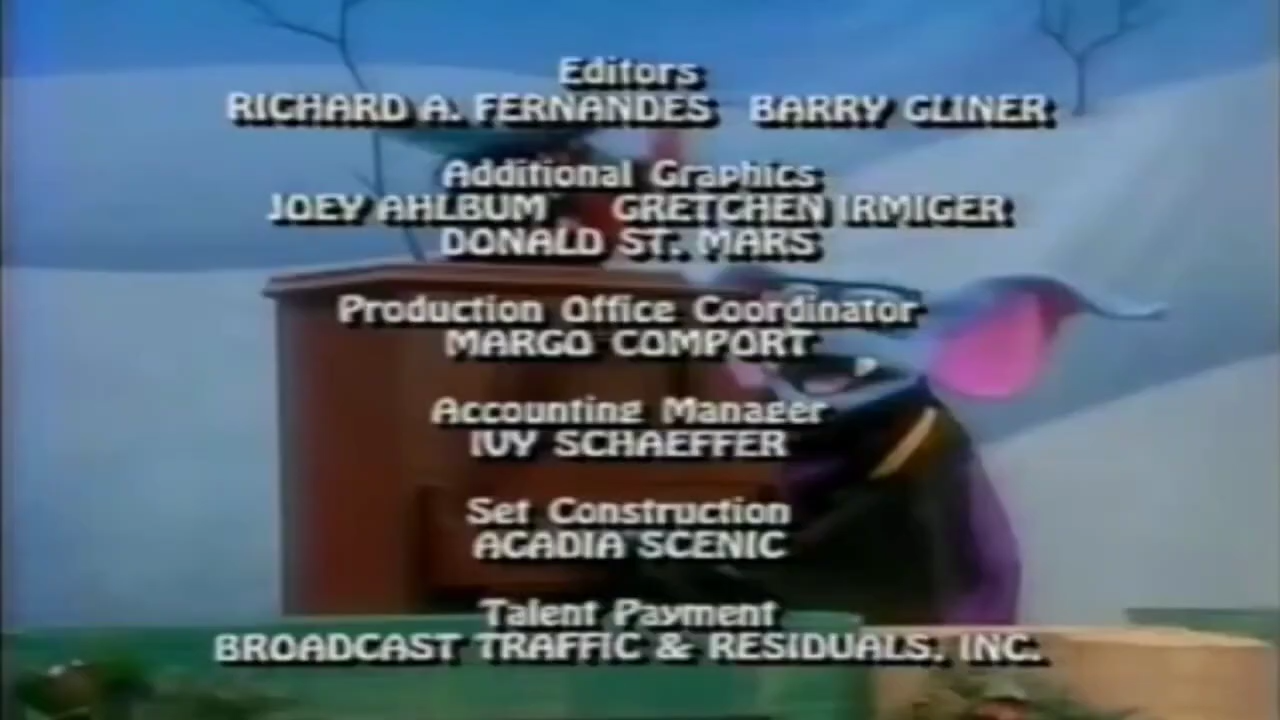 Editors
RICHARD A. FERNANDES BARRY GLINER
Additional Graphics
JOEY AHLBUM GRETCHEN IRMIGER
DONALD ST. MARS
Production Office Coordinator
MARGO COMPORT
Accounting Manager
IVY SCHAEFFER
Set Construction
ACADIA SCENIC
Talent Payment
BROADCAST TRAFFIC & RESIDUALS, INC.